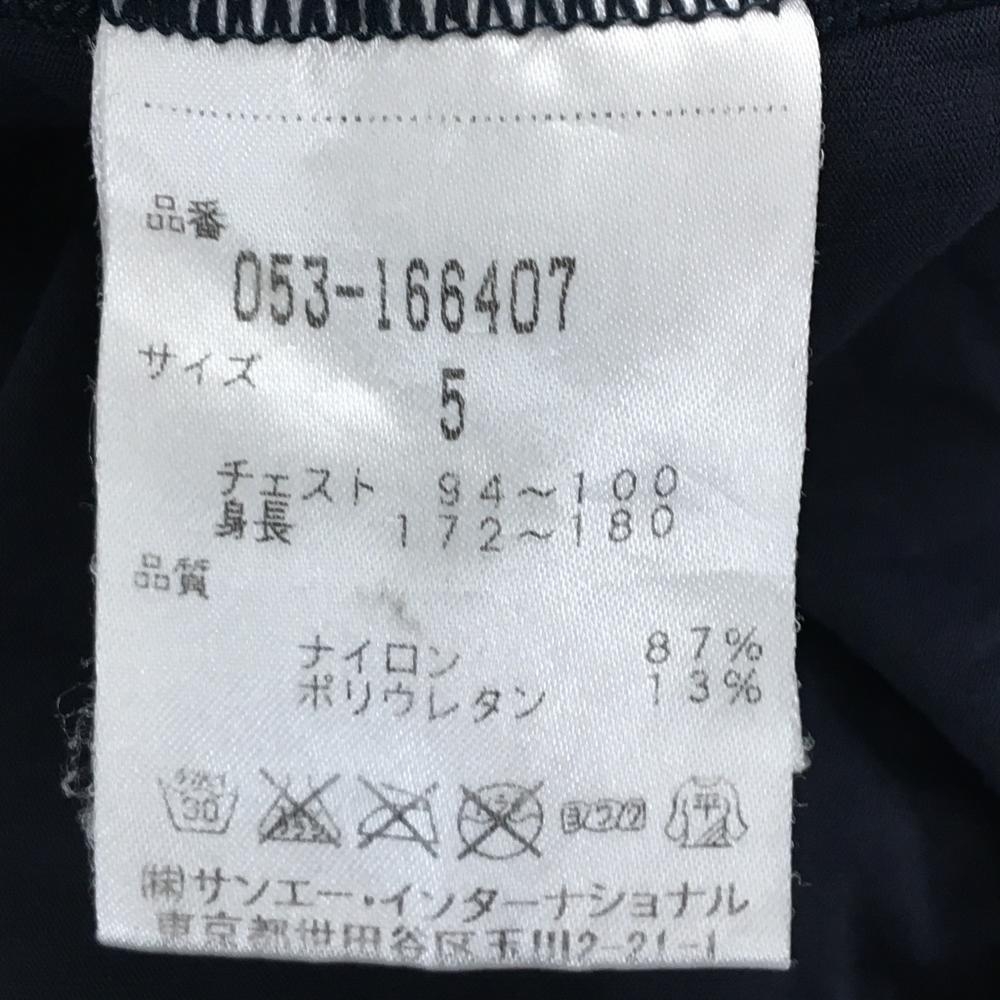 品番
053-166407
サイズ
5
チェスト 94~100
身長 172~180
品質
ナイロン 87%
ポリウレタン 13%
30
平
(株)サンエー・インターナショナル
東京都世田谷区玉川2-21-1